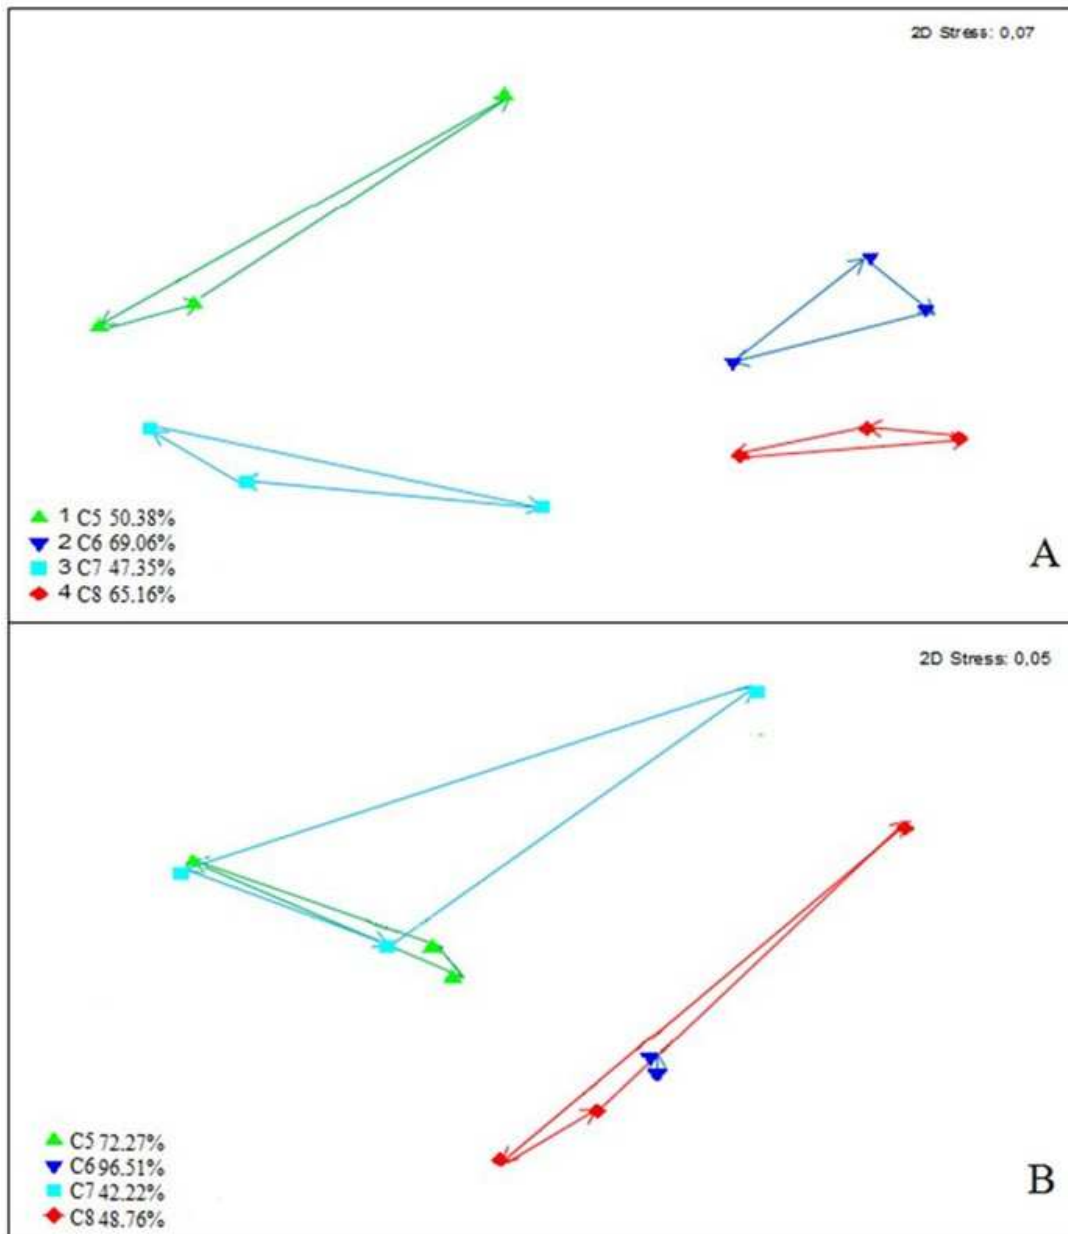 2D Stress: 0,07
1 C5 50.38%
2 C6 69.06%
3 C7 47.35%
4 C8 65.16%
A
2D Stress: 0,05
C5 72.27%
C6 96.51%
C7 42.22%
C8 48.76%
B